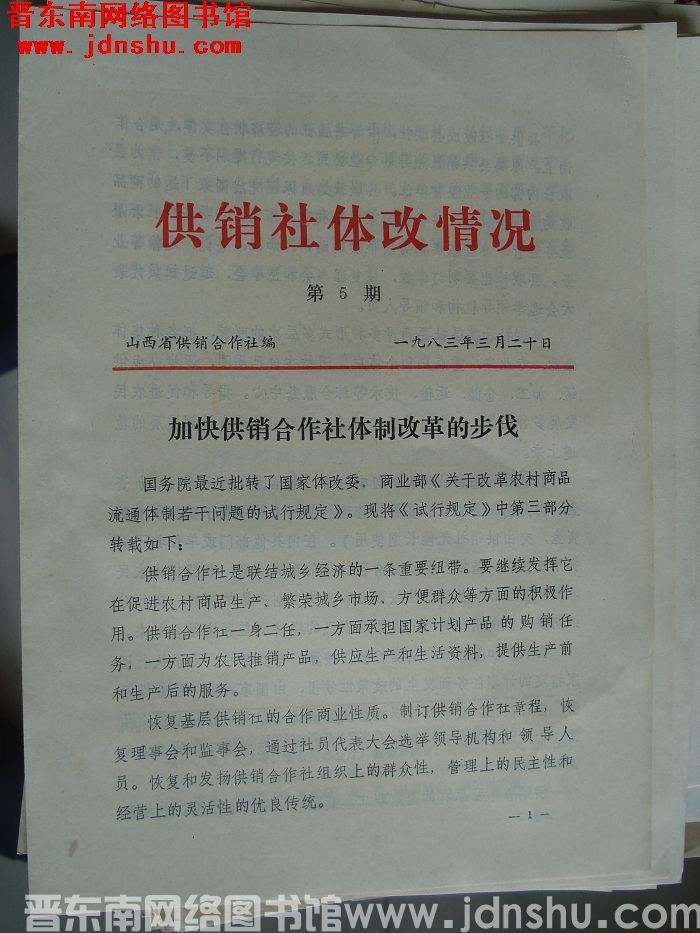 晋东南网络图书馆
www.jdnshu.com
供销社体改情况
第5期
山西省供销合作社编 一九八三年三月二十日
加快供销合作社体制改革的步伐
国务院最近批转了国家体改委、商业部《关于改革农村商品
流通体制若干问题的试行规定》。现将《试行规定》中第三部分
转载如下：
供销合作社是联结城乡经济的一条重要纽带。要继续发挥它
在促进农村商品生产、繁荣城乡市场、方便群众等方面的积极作
用。供销合作社一身二任，一方面承担国家计划产品的购销任
务，一方面为农民推销产品，供应生产和生活资料，提供生产前
和生产后的服务。
恢复基层供销社的合作商业性质。制订供销合作社章程，恢
复理事会和监事会，通过社员代表大会选举领导机构和领导人
员。恢复和发扬供销合作社组织上的群众性，管理上的民主性和
经营上的灵活性的优良传统。
—1—
晋东南网络图书馆www.jdnshu.com